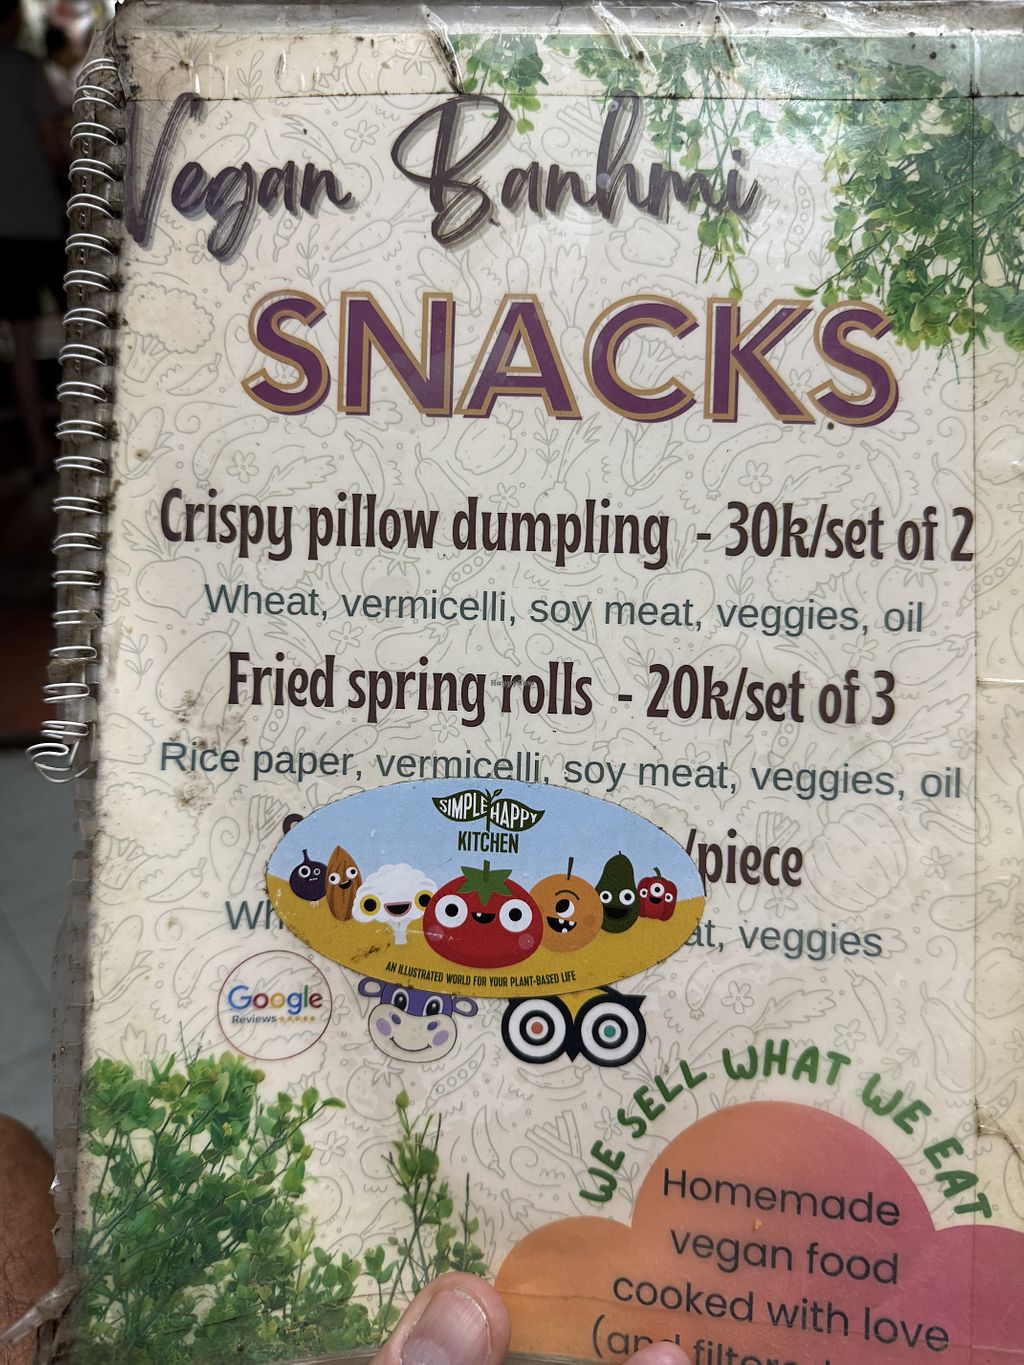 Vegan Banhmi
SNACKS
Crispy pillow dumpling - 30k/set of 2
Wheat, vermicelli, soy meat, veggies, oil
Fried spring rolls - 20k/set of 3
HappyCow
Rice paper, vermicelli, soy meat, veggies, oil
SIMPLE HAPPY
KITCHEN
/piece
veggies
AN ILLUSTRATED WORLD FOR YOUR PLANT-BASED LIFE
Google
Reviews
WE SELL WHAT WE EAT
Homemade
vegan food
cooked with love
(and